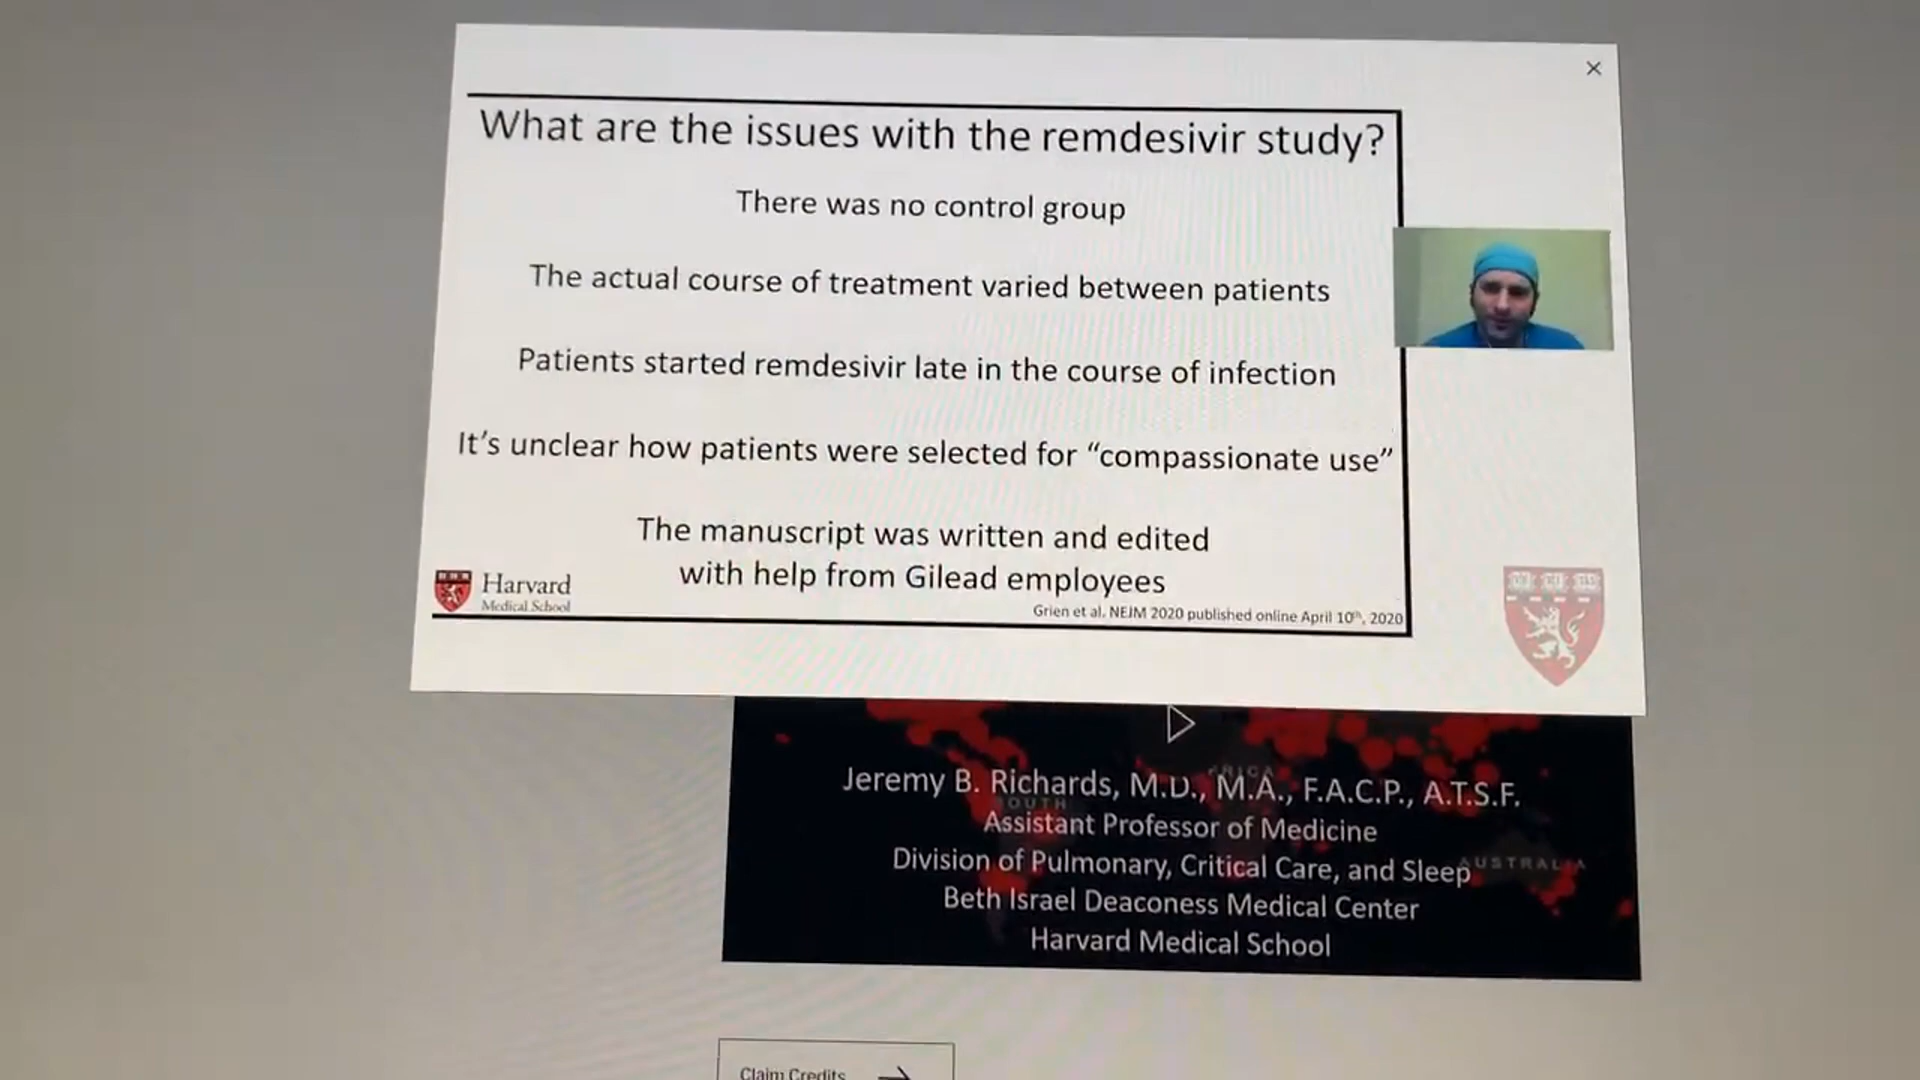 What are the issues with the remdesivir study?
There was no control group
The actual course of treatment varied between patients
Patients started remdesivir late in the course of infection
It's unclear how patients were selected for “compassionate use”
The manuscript was written and edited
with help from Gilead employees
Harvard
Medical School
Grien et al. NEJM 2020 published online April 10th, 2020
Jeremy B. Richards, M.D., M.A., F.A.C.P., A.T.S.F.
Assistant Professor of Medicine
Division of Pulmonary, Critical Care, and Sleep
AUSTRALIA
Beth Israel Deaconess Medical Center
Harvard Medical School
Claim Credits